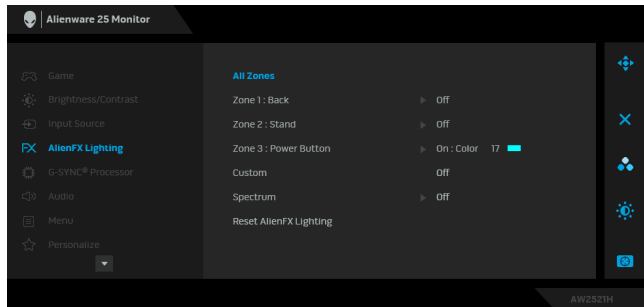 Alienware 25 Monitor
Game
Brightness/Contrast
Input Source
FX AlienFX Lighting
G-SYNC® Processor
Audio
Menu
Personalize
All Zones
Zone 1 : Back Off
Zone 2 : Stand Off
Zone 3 : Power Button On : Color 17
Custom Off
Spectrum Off
Reset AlienFX Lighting
AW2521H